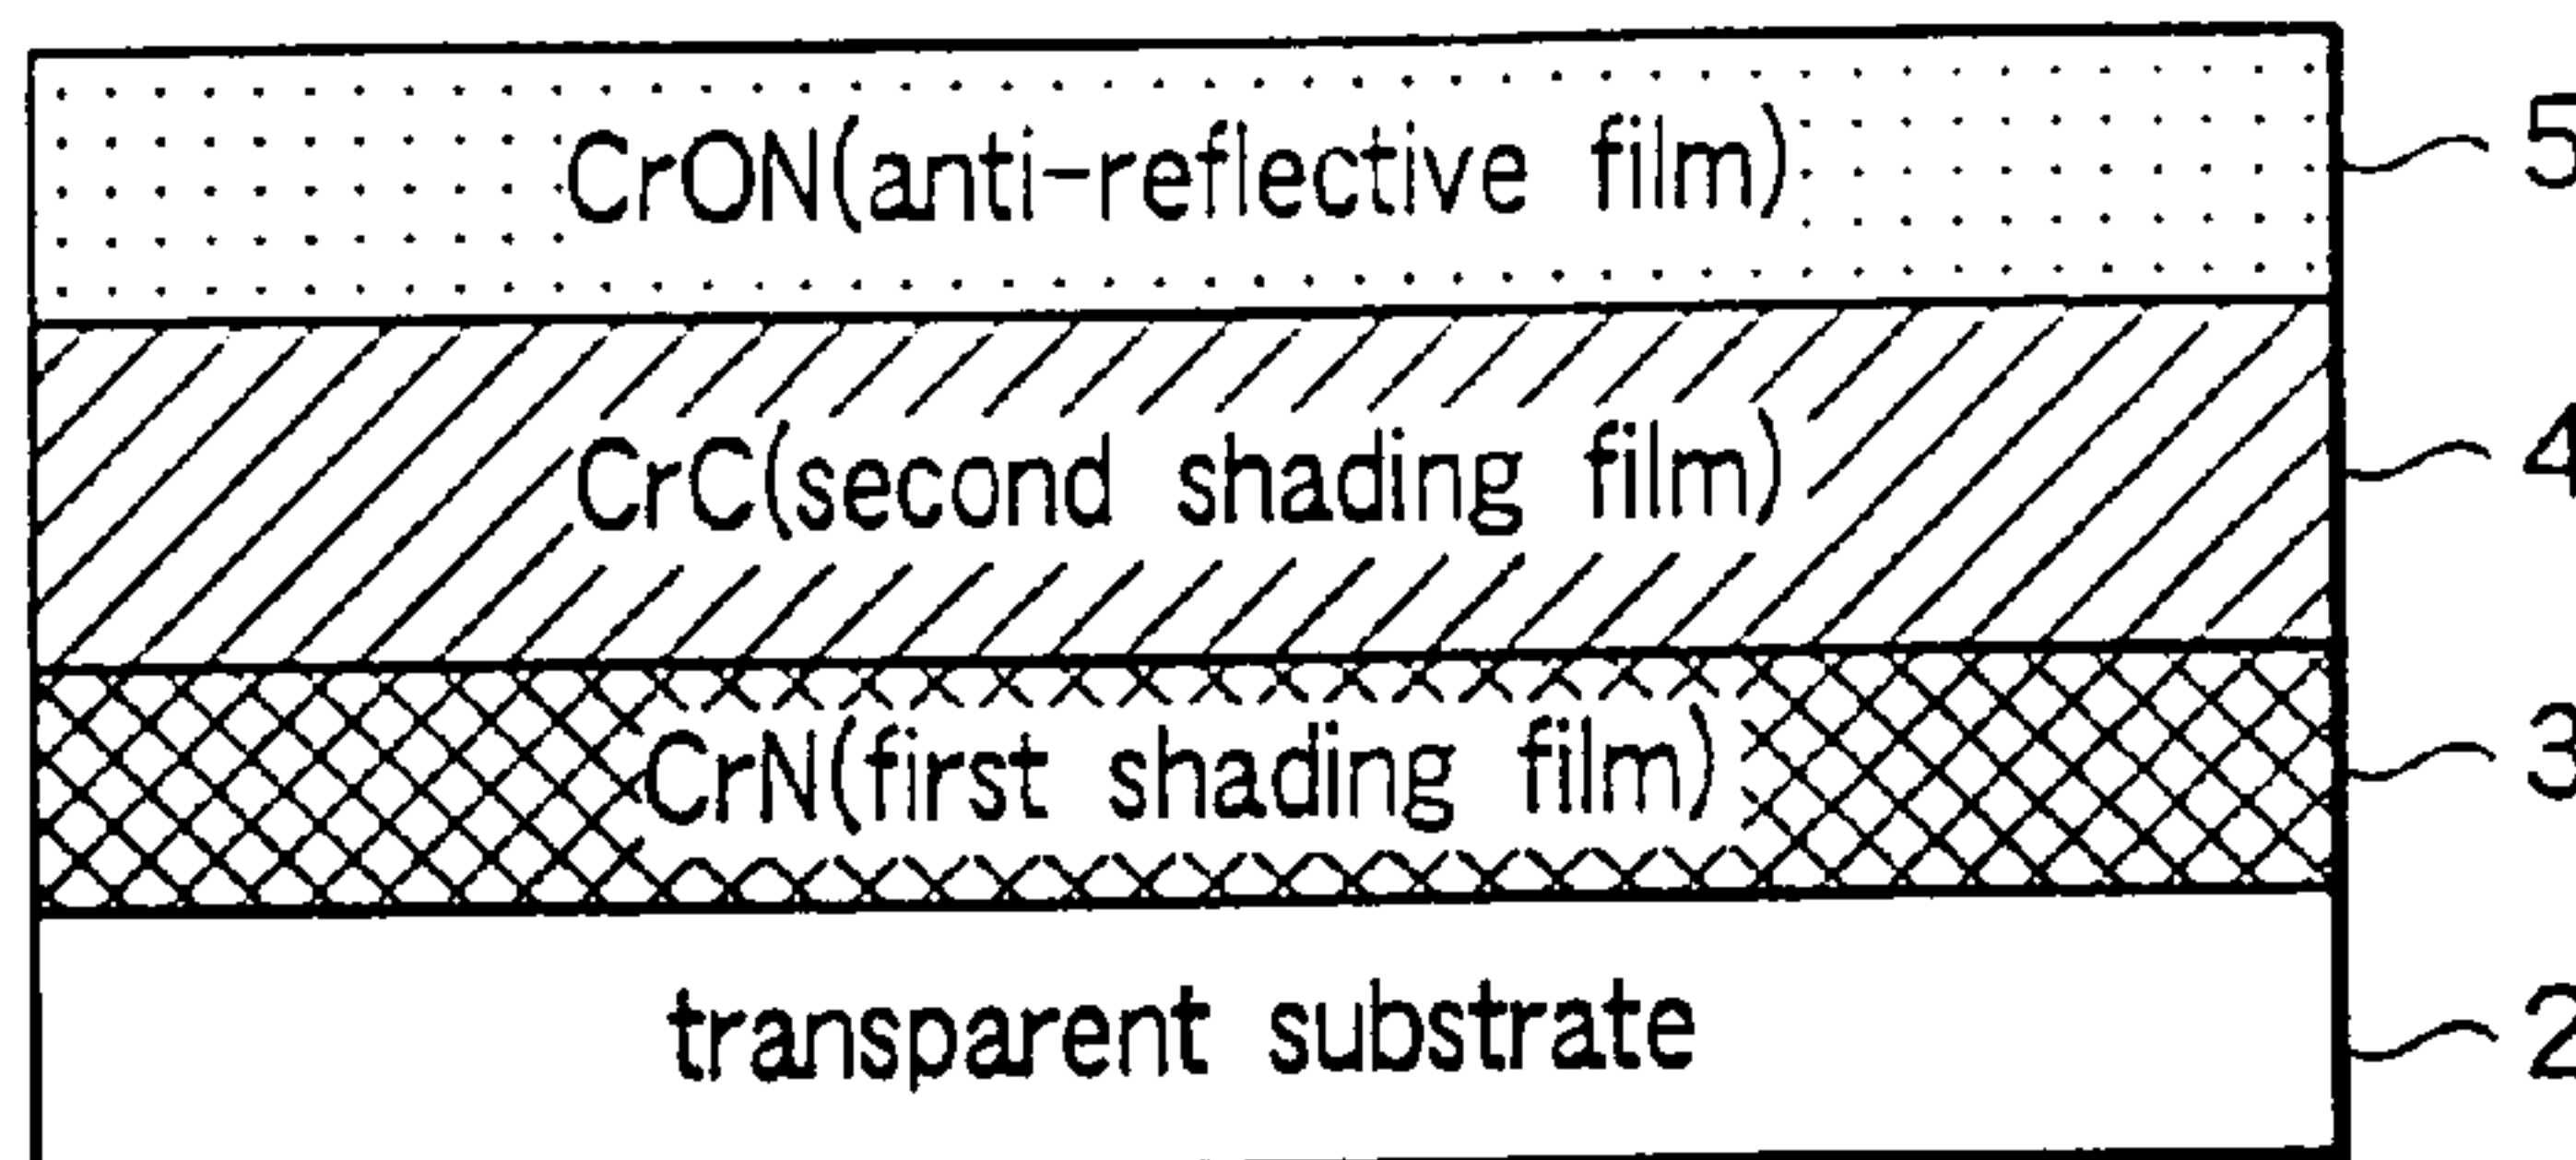 CrON(anti-reflective film) 5
CrC(second shading film) 4
CrN(first shading film) 3
transparent substrate 2